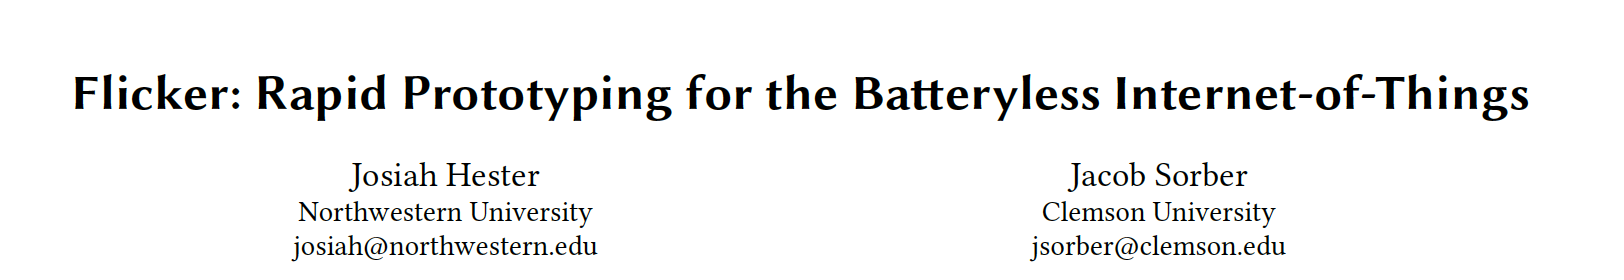 Flicker: Rapid Prototyping for the Batteryless Internet-of-Things
Josiah Hester
Northwestern University
josiah@northwestern.edu
Jacob Sorber
Clemson University
jsorber@clemson.edu